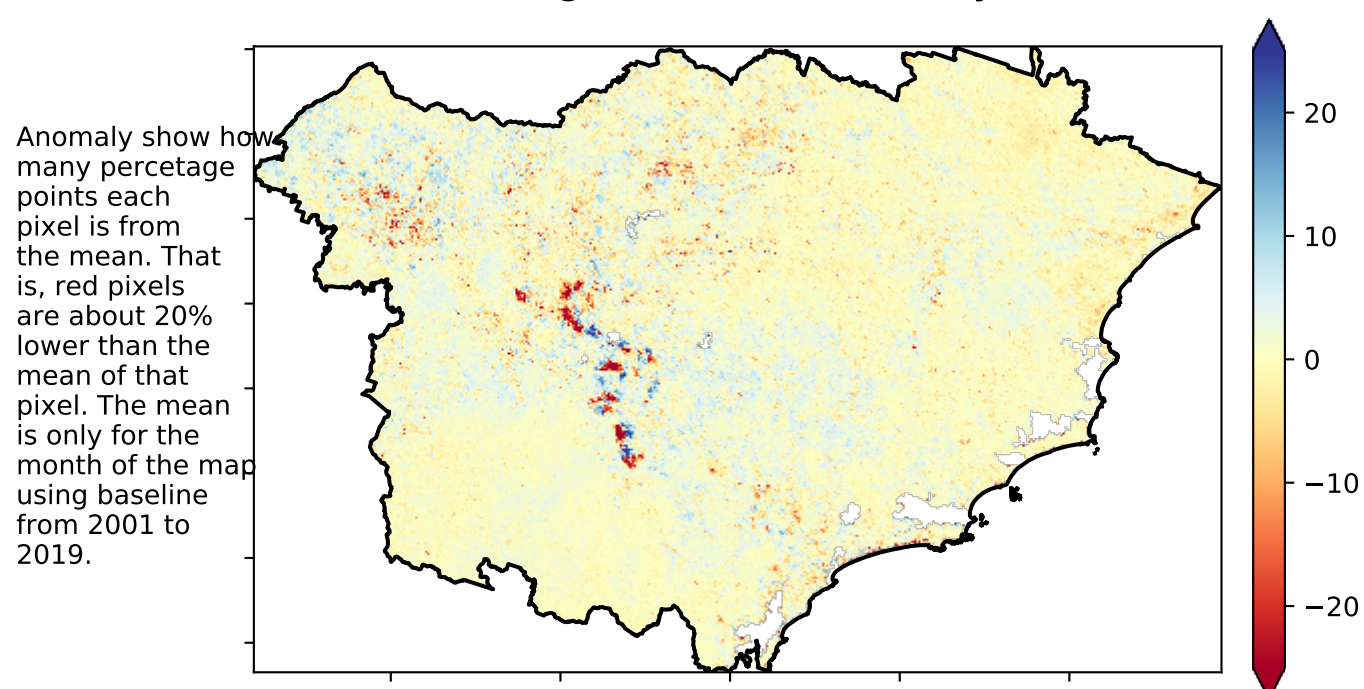 Anomaly show how
many percetage
points each
pixel is from
the mean. That
is, red pixels
are about 20%
lower than the
mean of that
pixel. The mean
is only for the
month of the map
using baseline
from 2001 to
2019.
20
10
0
−10
−20